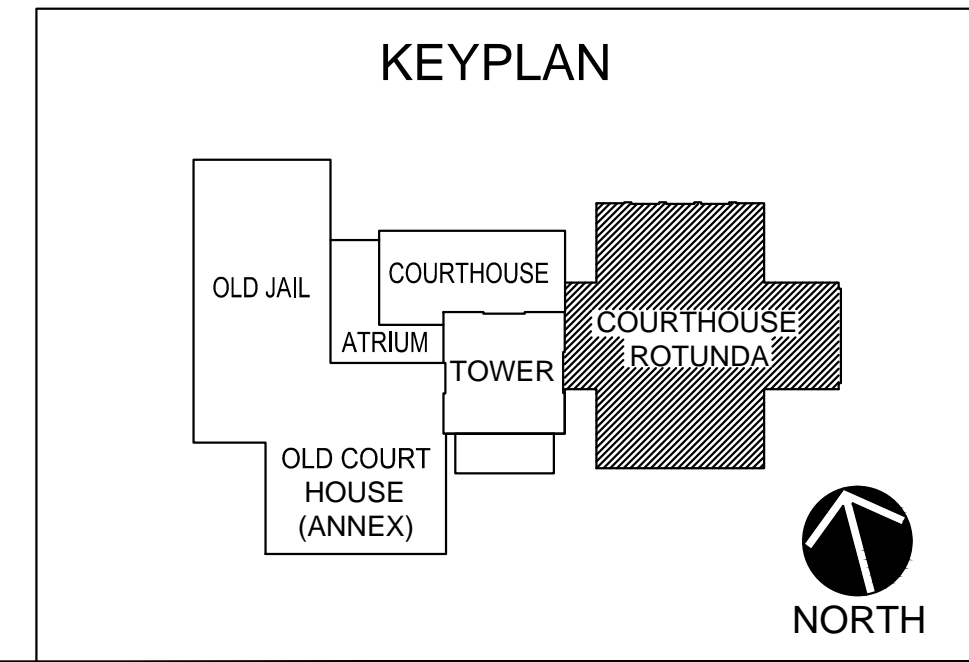 KEYPLAN
OLD JAIL
COURTHOUSE
ATRIUM
TOWER
COURTHOUSE
ROTUNDA
OLD COURT
HOUSE
(ANNEX)
NORTH